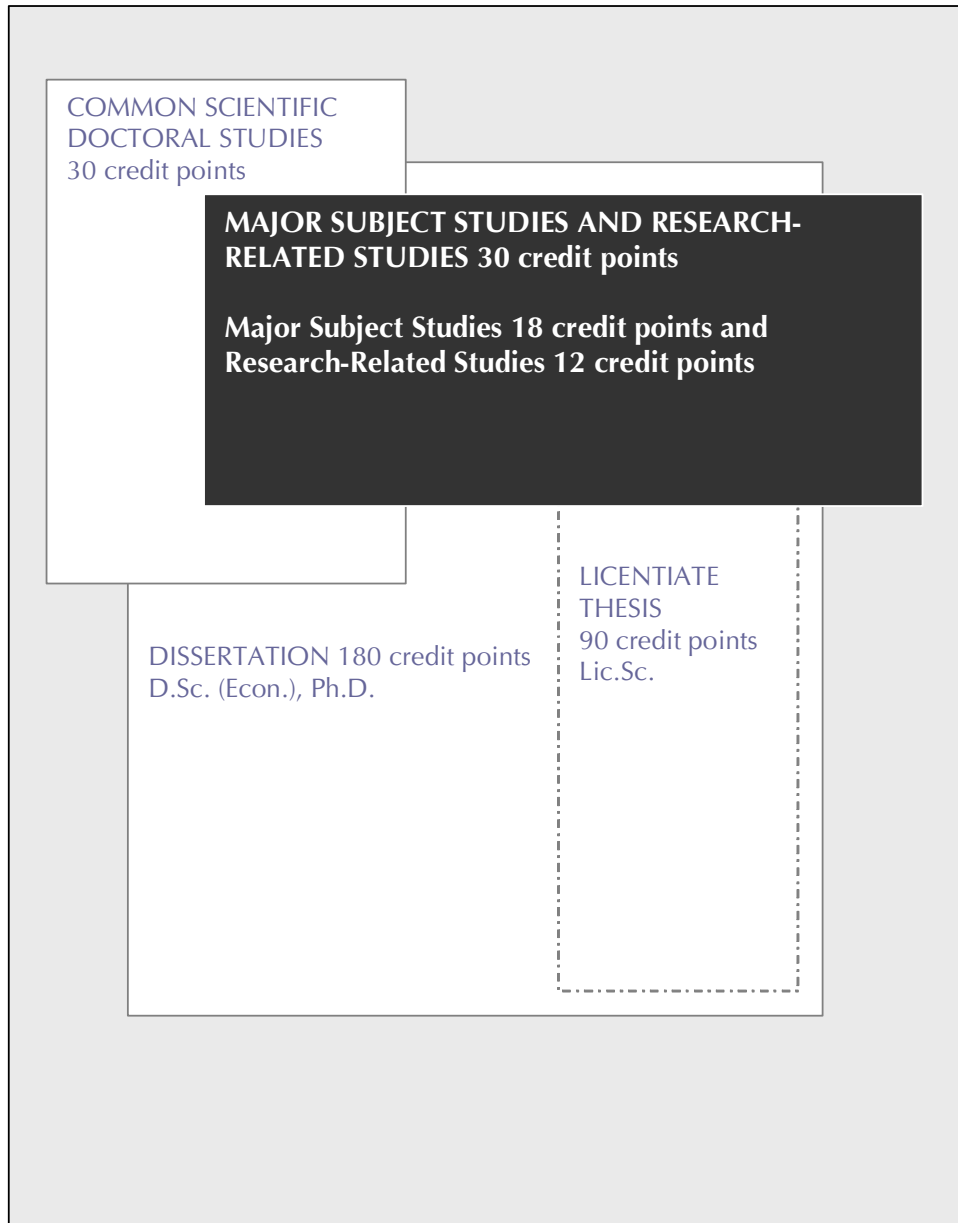 COMMON SCIENTIFIC
DOCTORAL STUDIES
30 credit points
MAJOR SUBJECT STUDIES AND RESEARCH-
RELATED STUDIES 30 credit points
Major Subject Studies 18 credit points and
Research-Related Studies 12 credit points
LICENTIATE
THESIS
90 credit points
Lic.Sc.
DISSERTATION 180 credit points
D.Sc. (Econ.), Ph.D.